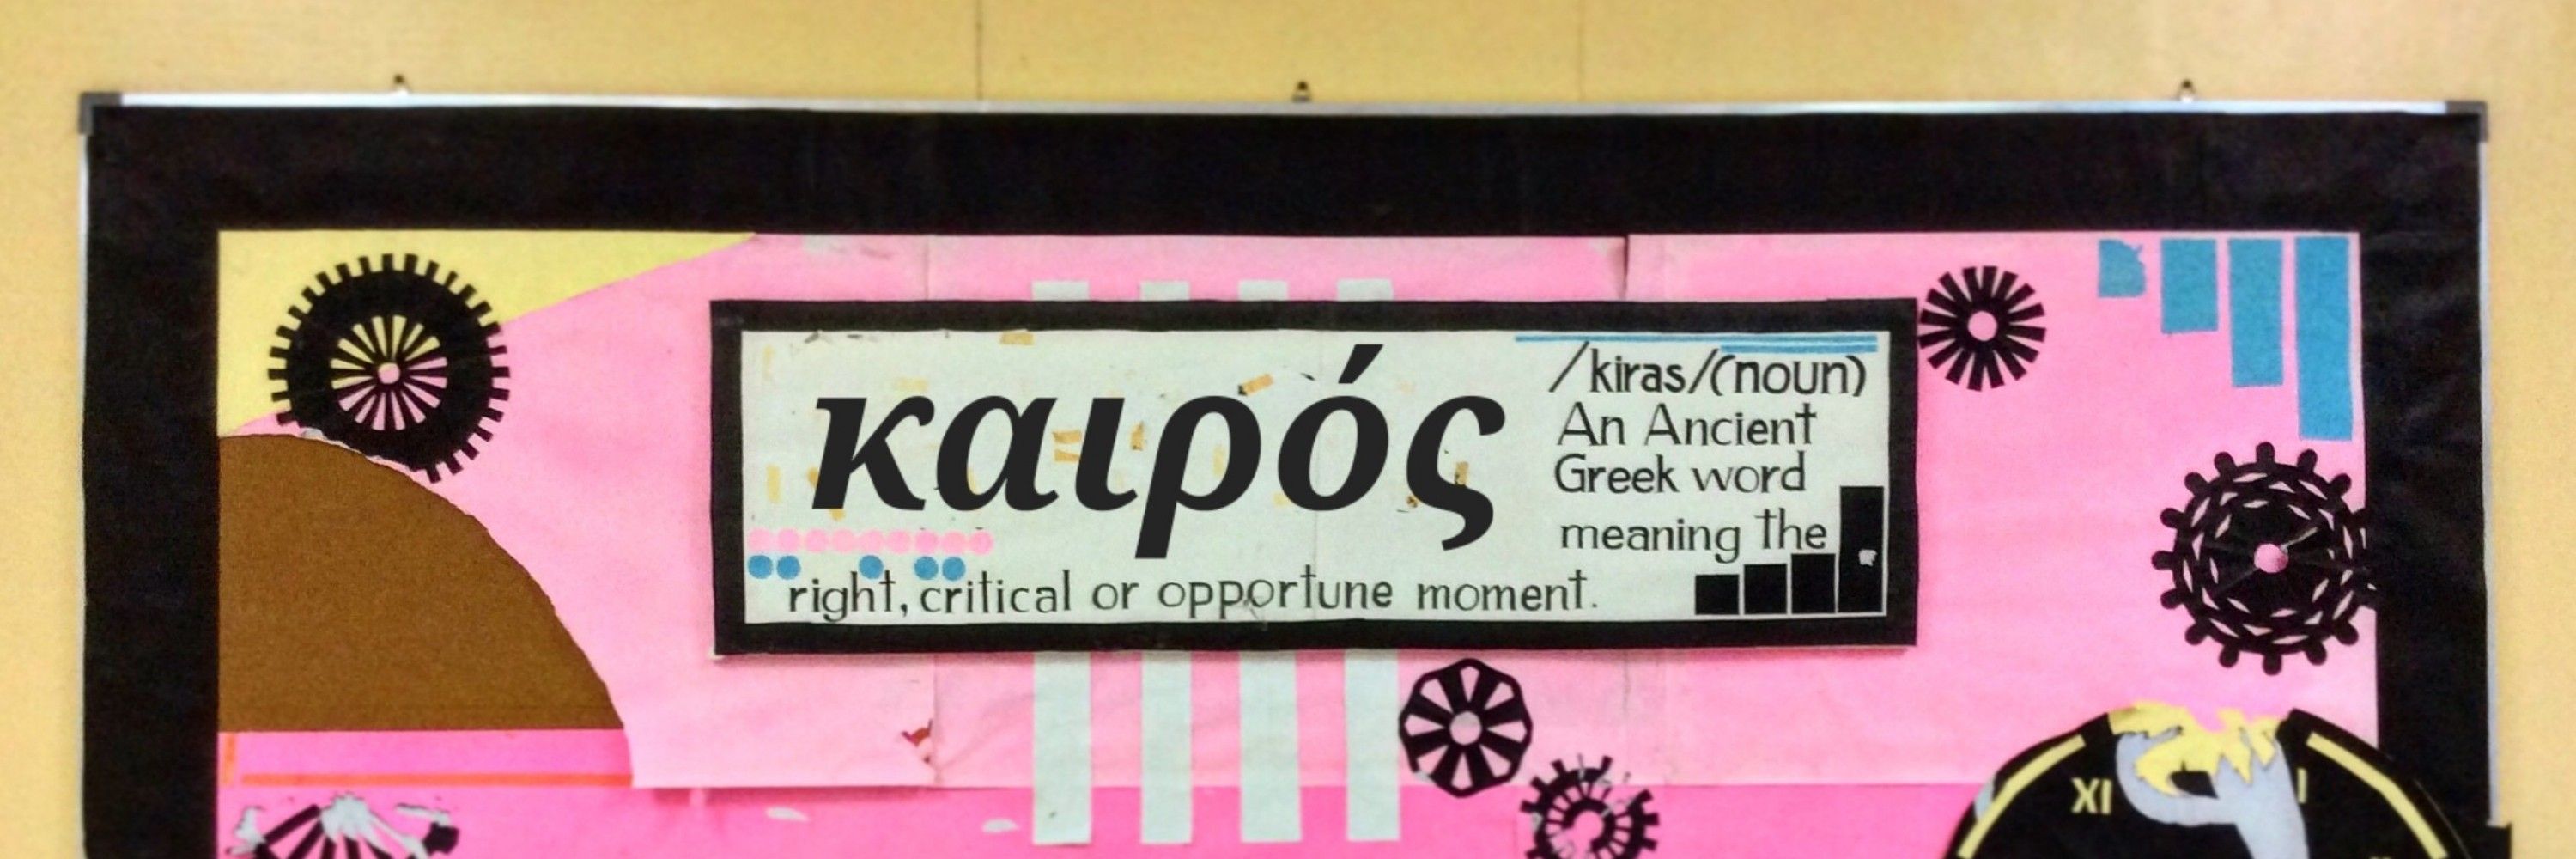 καιρός
/kiras/(noun)
An Ancient
Greek word
meaning the
right, critical or opportune moment.
XI
I